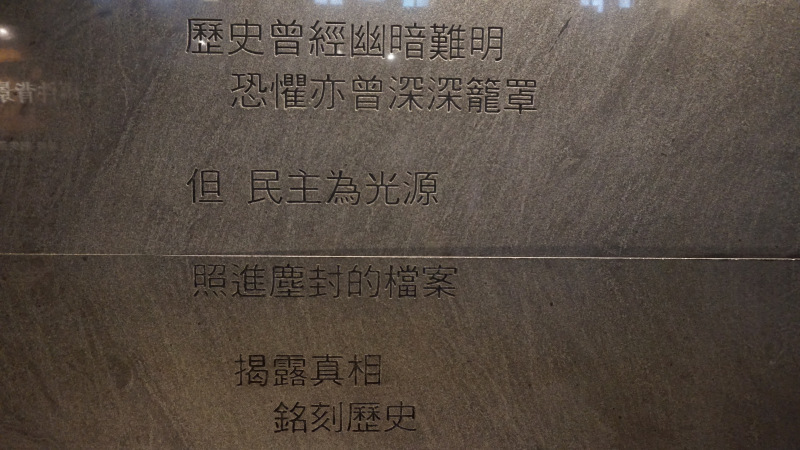 歷史曾經幽暗難明
恐懼亦曾深深籠罩
但 民主為光源
照進塵封的檔案
揭露真相
銘刻歷史